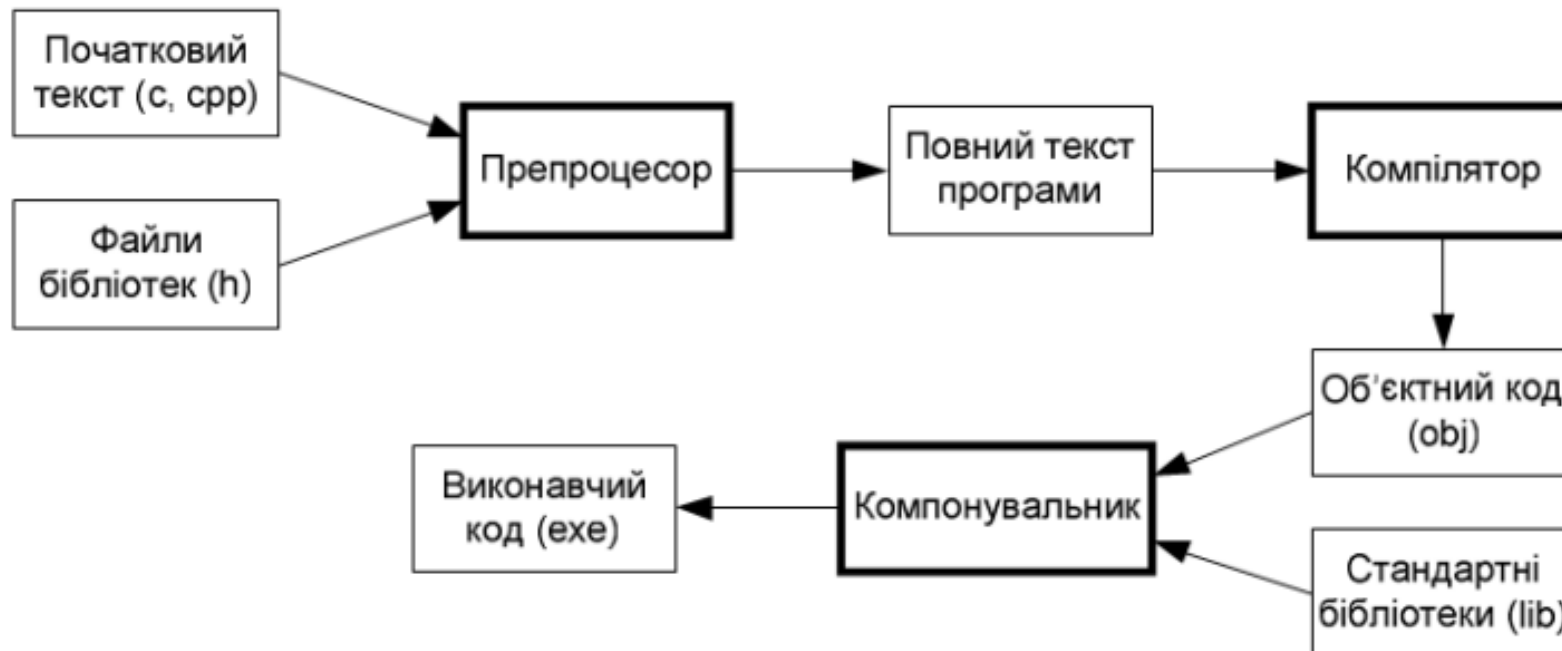 Початковий
текст (c, cpp)
Файли
бібліотек (h)
Препроцесор
Повний текст
програми
Компілятор
Об'єктний код
(obj)
Стандартні
бібліотеки (lib)
Компонувальник
Виконавчий
код (exe)